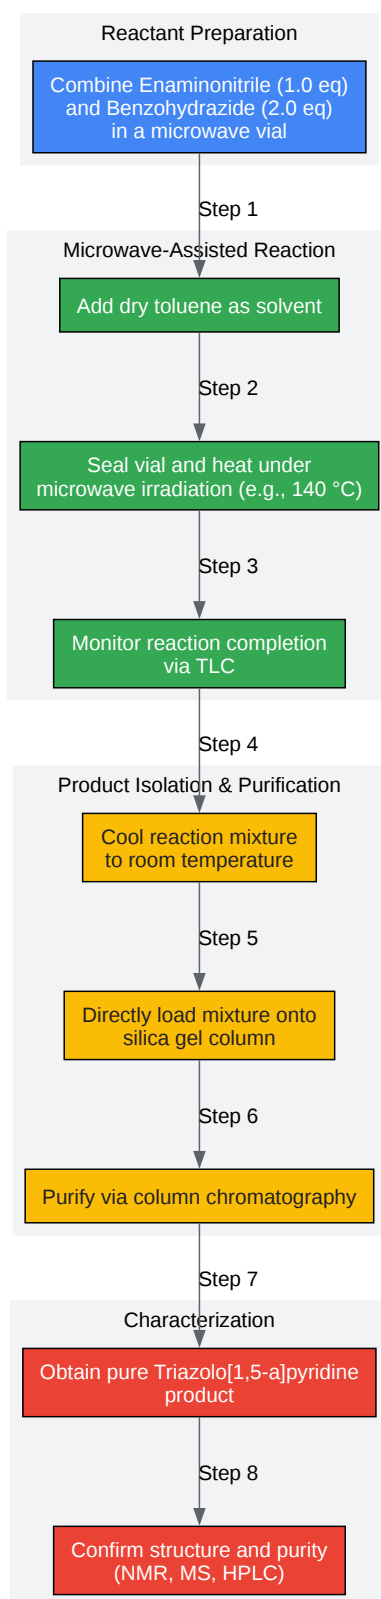 Reactant Preparation
Combine Enaminonitrile (1.0 eq)
and Benzohydrazide (2.0 eq)
in a microwave vial
Step 1
Microwave-Assisted Reaction
Add dry toluene as solvent
Step 2
Seal vial and heat under
microwave irradiation (e.g., 140 °C)
Step 3
Monitor reaction completion
via TLC
Step 4
Product Isolation & Purification
Cool reaction mixture
to room temperature
Step 5
Directly load mixture onto
silica gel column
Step 6
Purify via column chromatography
Step 7
Characterization
Obtain pure Triazolo[1,5-a]pyridine
product
Step 8
Confirm structure and purity
(NMR, MS, HPLC)